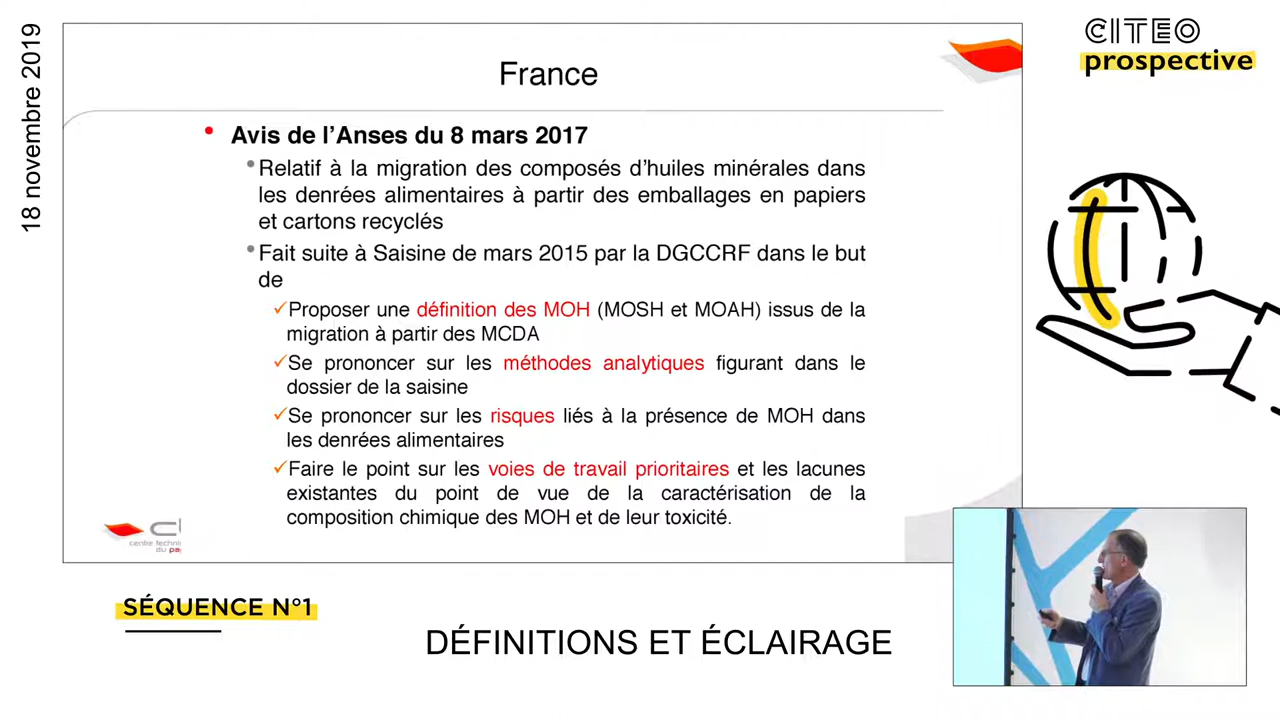 18 novembre 2019
France
CITEO
prospective
• Avis de l'Anses du 8 mars 2017
• Relatif à la migration des composés d'huiles minérales dans
les denrées alimentaires à partir des emballages en papiers
et cartons recyclés
• Fait suite à Saisine de mars 2015 par la DGCCRF dans le but
de
✓Proposer une définition des MOH (MOSH et MOAH) issus de la
migration à partir des MCDA
✓Se prononcer sur les méthodes analytiques figurant dans le
dossier de la saisine
✓Se prononcer sur les risques liés à la présence de MOH dans
les denrées alimentaires
✓Faire le point sur les voies de travail prioritaires et les lacunes
existantes du point de vue de la caractérisation de la
composition chimique des MOH et de leur toxicité.
centre techni
du pa
SÉQUENCE N°1
DÉFINITIONS ET ÉCLAIRAGE